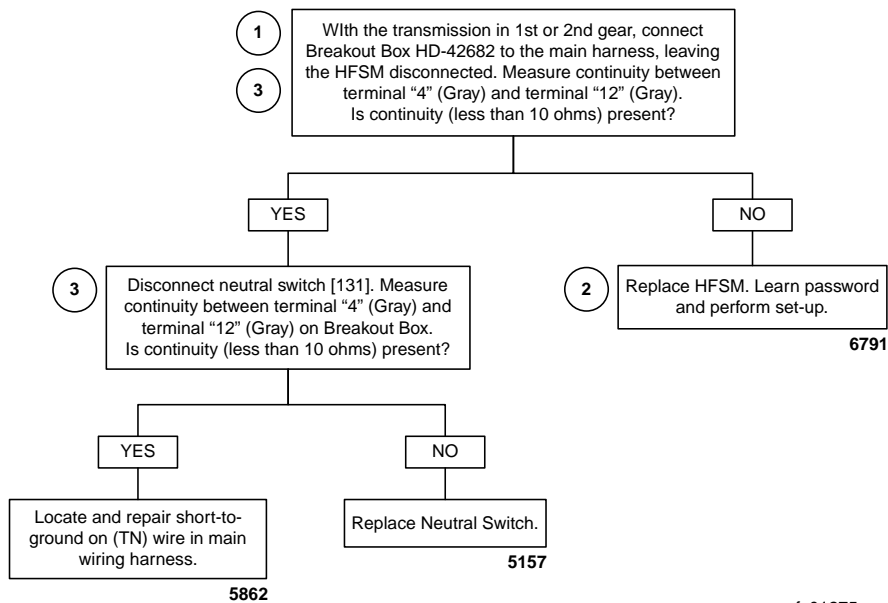 1
3
WIth the transmission in 1st or 2nd gear, connect
Breakout Box HD-42682 to the main harness, leaving
the HFSM disconnected. Measure continuity between
terminal “4” (Gray) and terminal “12” (Gray).
Is continuity (less than 10 ohms) present?
YES
NO
3
Disconnect neutral switch [131]. Measure
continuity between terminal “4” (Gray) and
terminal “12” (Gray) on Breakout Box.
Is continuity (less than 10 ohms) present?
2
Replace HFSM. Learn password
and perform set-up.
6791
YES
NO
Locate and repair short-to-
ground on (TN) wire in main
wiring harness.
5862
Replace Neutral Switch.
5157